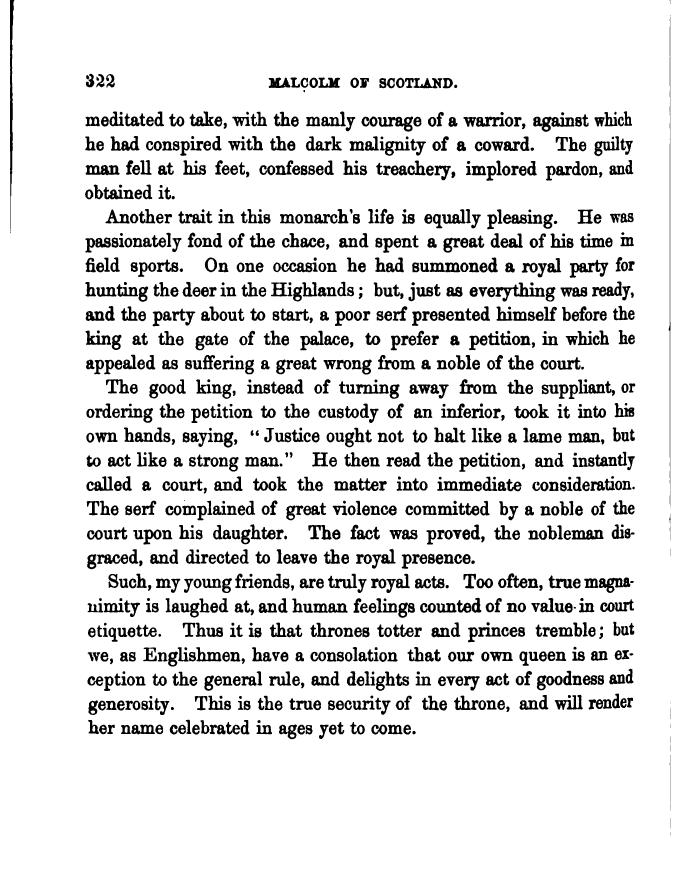 322 MALCOLM OF SCOTLAND.
meditated to take, with the manly courage of a warrior, against which
he had conspired with the dark malignity of a coward. The guilty
man fell at his feet, confessed his treachery, implored pardon, and
obtained it.
Another trait in this monarch's life is equally pleasing. He was
passionately fond of the chace, and spent a great deal of his time in
field sports. On one occasion he had summoned a royal party for
hunting the deer in the Highlands; but, just as everything was ready,
and the party about to start, a poor serf presented himself before the
king at the gate of the palace, to prefer a petition, in which he
appealed as suffering a great wrong from a noble of the court.
The good king, instead of turning away from the suppliant, or
ordering the petition to the custody of an inferior, took it into his
own hands, saying, "Justice ought not to halt like a lame man, but
to act like a strong man." He then read the petition, and instantly
called a court, and took the matter into immediate consideration.
The serf complained of great violence committed by a noble of the
court upon his daughter. The fact was proved, the nobleman dis-
graced, and directed to leave the royal presence.
Such, my young friends, are truly royal acts. Too often, true magna-
nimity is laughed at, and human feelings counted of no value in court
etiquette. Thus it is that thrones totter and princes tremble; but
we, as Englishmen, have a consolation that our own queen is an ex-
ception to the general rule, and delights in every act of goodness and
generosity. This is the true security of the throne, and will render
her name celebrated in ages yet to come.